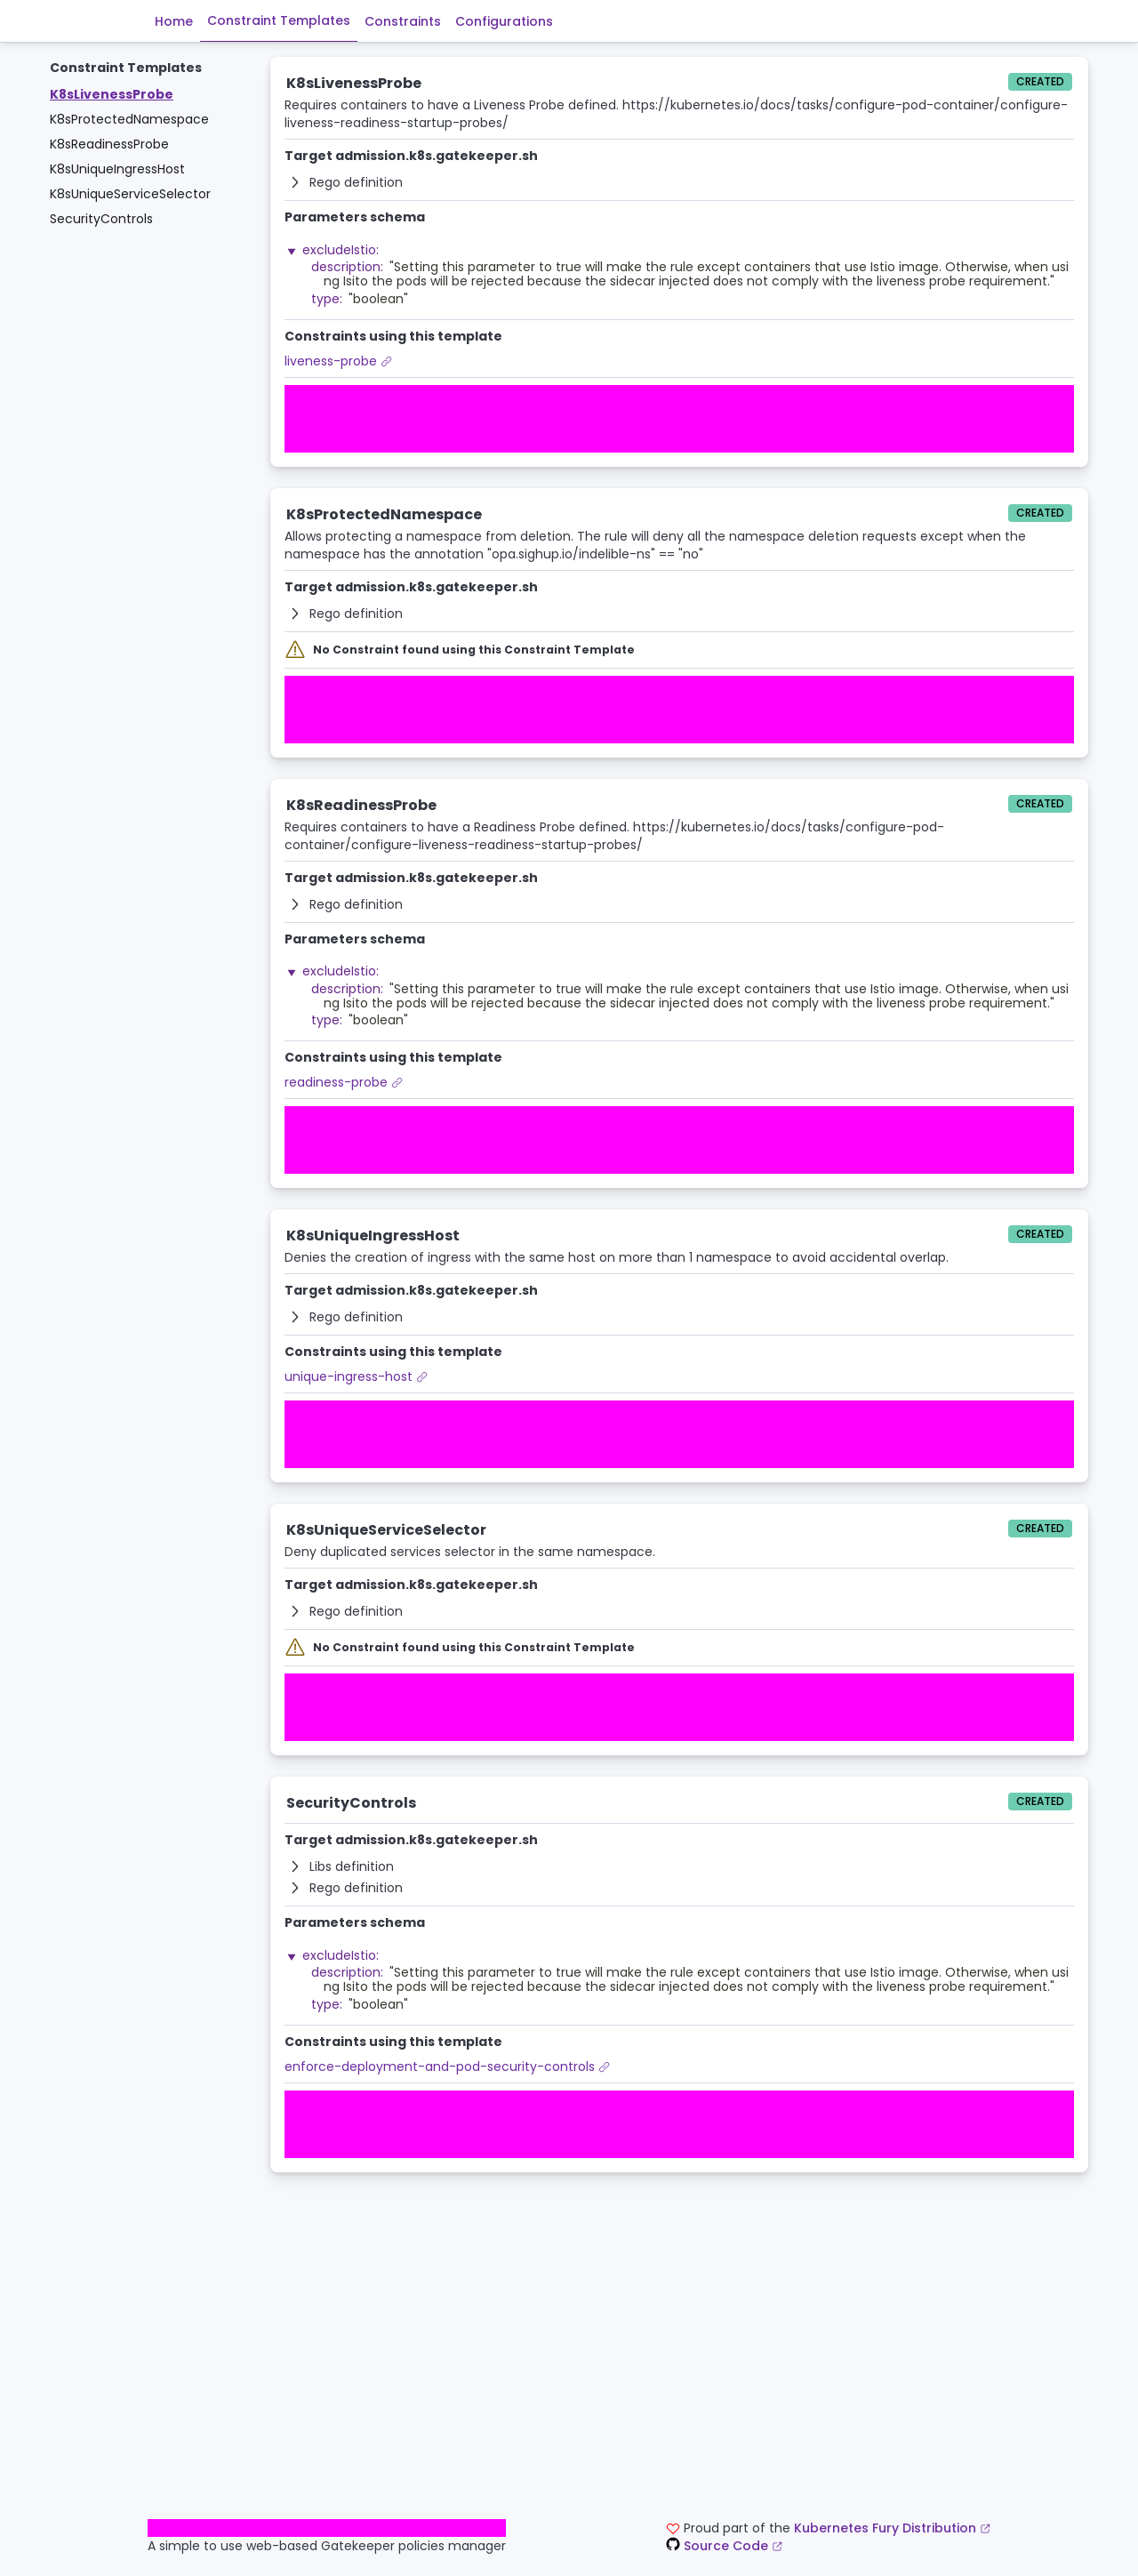 Home Constraint Templates Constraints Configurations
Constraint Templates
K8sLivenessProbe
K8sProtectedNamespace
K8sReadinessProbe
K8sUniqueIngressHost
K8sUniqueServiceSelector
SecurityControls
K8sLivenessProbe CREATED
Requires containers to have a Liveness Probe defined. https://kubernetes.io/docs/tasks/configure-pod-container/configure-
liveness-readiness-startup-probes/
Target admission.k8s.gatekeeper.sh
Rego definition
Parameters schema
excludeIstio:
description: "Setting this parameter to true will make the rule except containers that use Istio image. Otherwise, when usi
ng Isito the pods will be rejected because the sidecar injected does not comply with the liveness probe requirement."
type: "boolean"
Constraints using this template
liveness-probe
K8sProtectedNamespace CREATED
Allows protecting a namespace from deletion. The rule will deny all the namespace deletion requests except when the
namespace has the annotation "opa.sighup.io/indelible-ns" == "no"
Target admission.k8s.gatekeeper.sh
Rego definition
No Constraint found using this Constraint Template
K8sReadinessProbe CREATED
Requires containers to have a Readiness Probe defined. https://kubernetes.io/docs/tasks/configure-pod-
container/configure-liveness-readiness-startup-probes/
Target admission.k8s.gatekeeper.sh
Rego definition
Parameters schema
excludeIstio:
description: "Setting this parameter to true will make the rule except containers that use Istio image. Otherwise, when usi
ng Isito the pods will be rejected because the sidecar injected does not comply with the liveness probe requirement."
type: "boolean"
Constraints using this template
readiness-probe
K8sUniqueIngressHost CREATED
Denies the creation of ingress with the same host on more than 1 namespace to avoid accidental overlap.
Target admission.k8s.gatekeeper.sh
Rego definition
Constraints using this template
unique-ingress-host
K8sUniqueServiceSelector CREATED
Deny duplicated services selector in the same namespace.
Target admission.k8s.gatekeeper.sh
Rego definition
No Constraint found using this Constraint Template
SecurityControls CREATED
Target admission.k8s.gatekeeper.sh
Libs definition
Rego definition
Parameters schema
excludeIstio:
description: "Setting this parameter to true will make the rule except containers that use Istio image. Otherwise, when usi
ng Isito the pods will be rejected because the sidecar injected does not comply with the liveness probe requirement."
type: "boolean"
Constraints using this template
enforce-deployment-and-pod-security-controls
A simple to use web-based Gatekeeper policies manager
Proud part of the Kubernetes Fury Distribution
Source Code